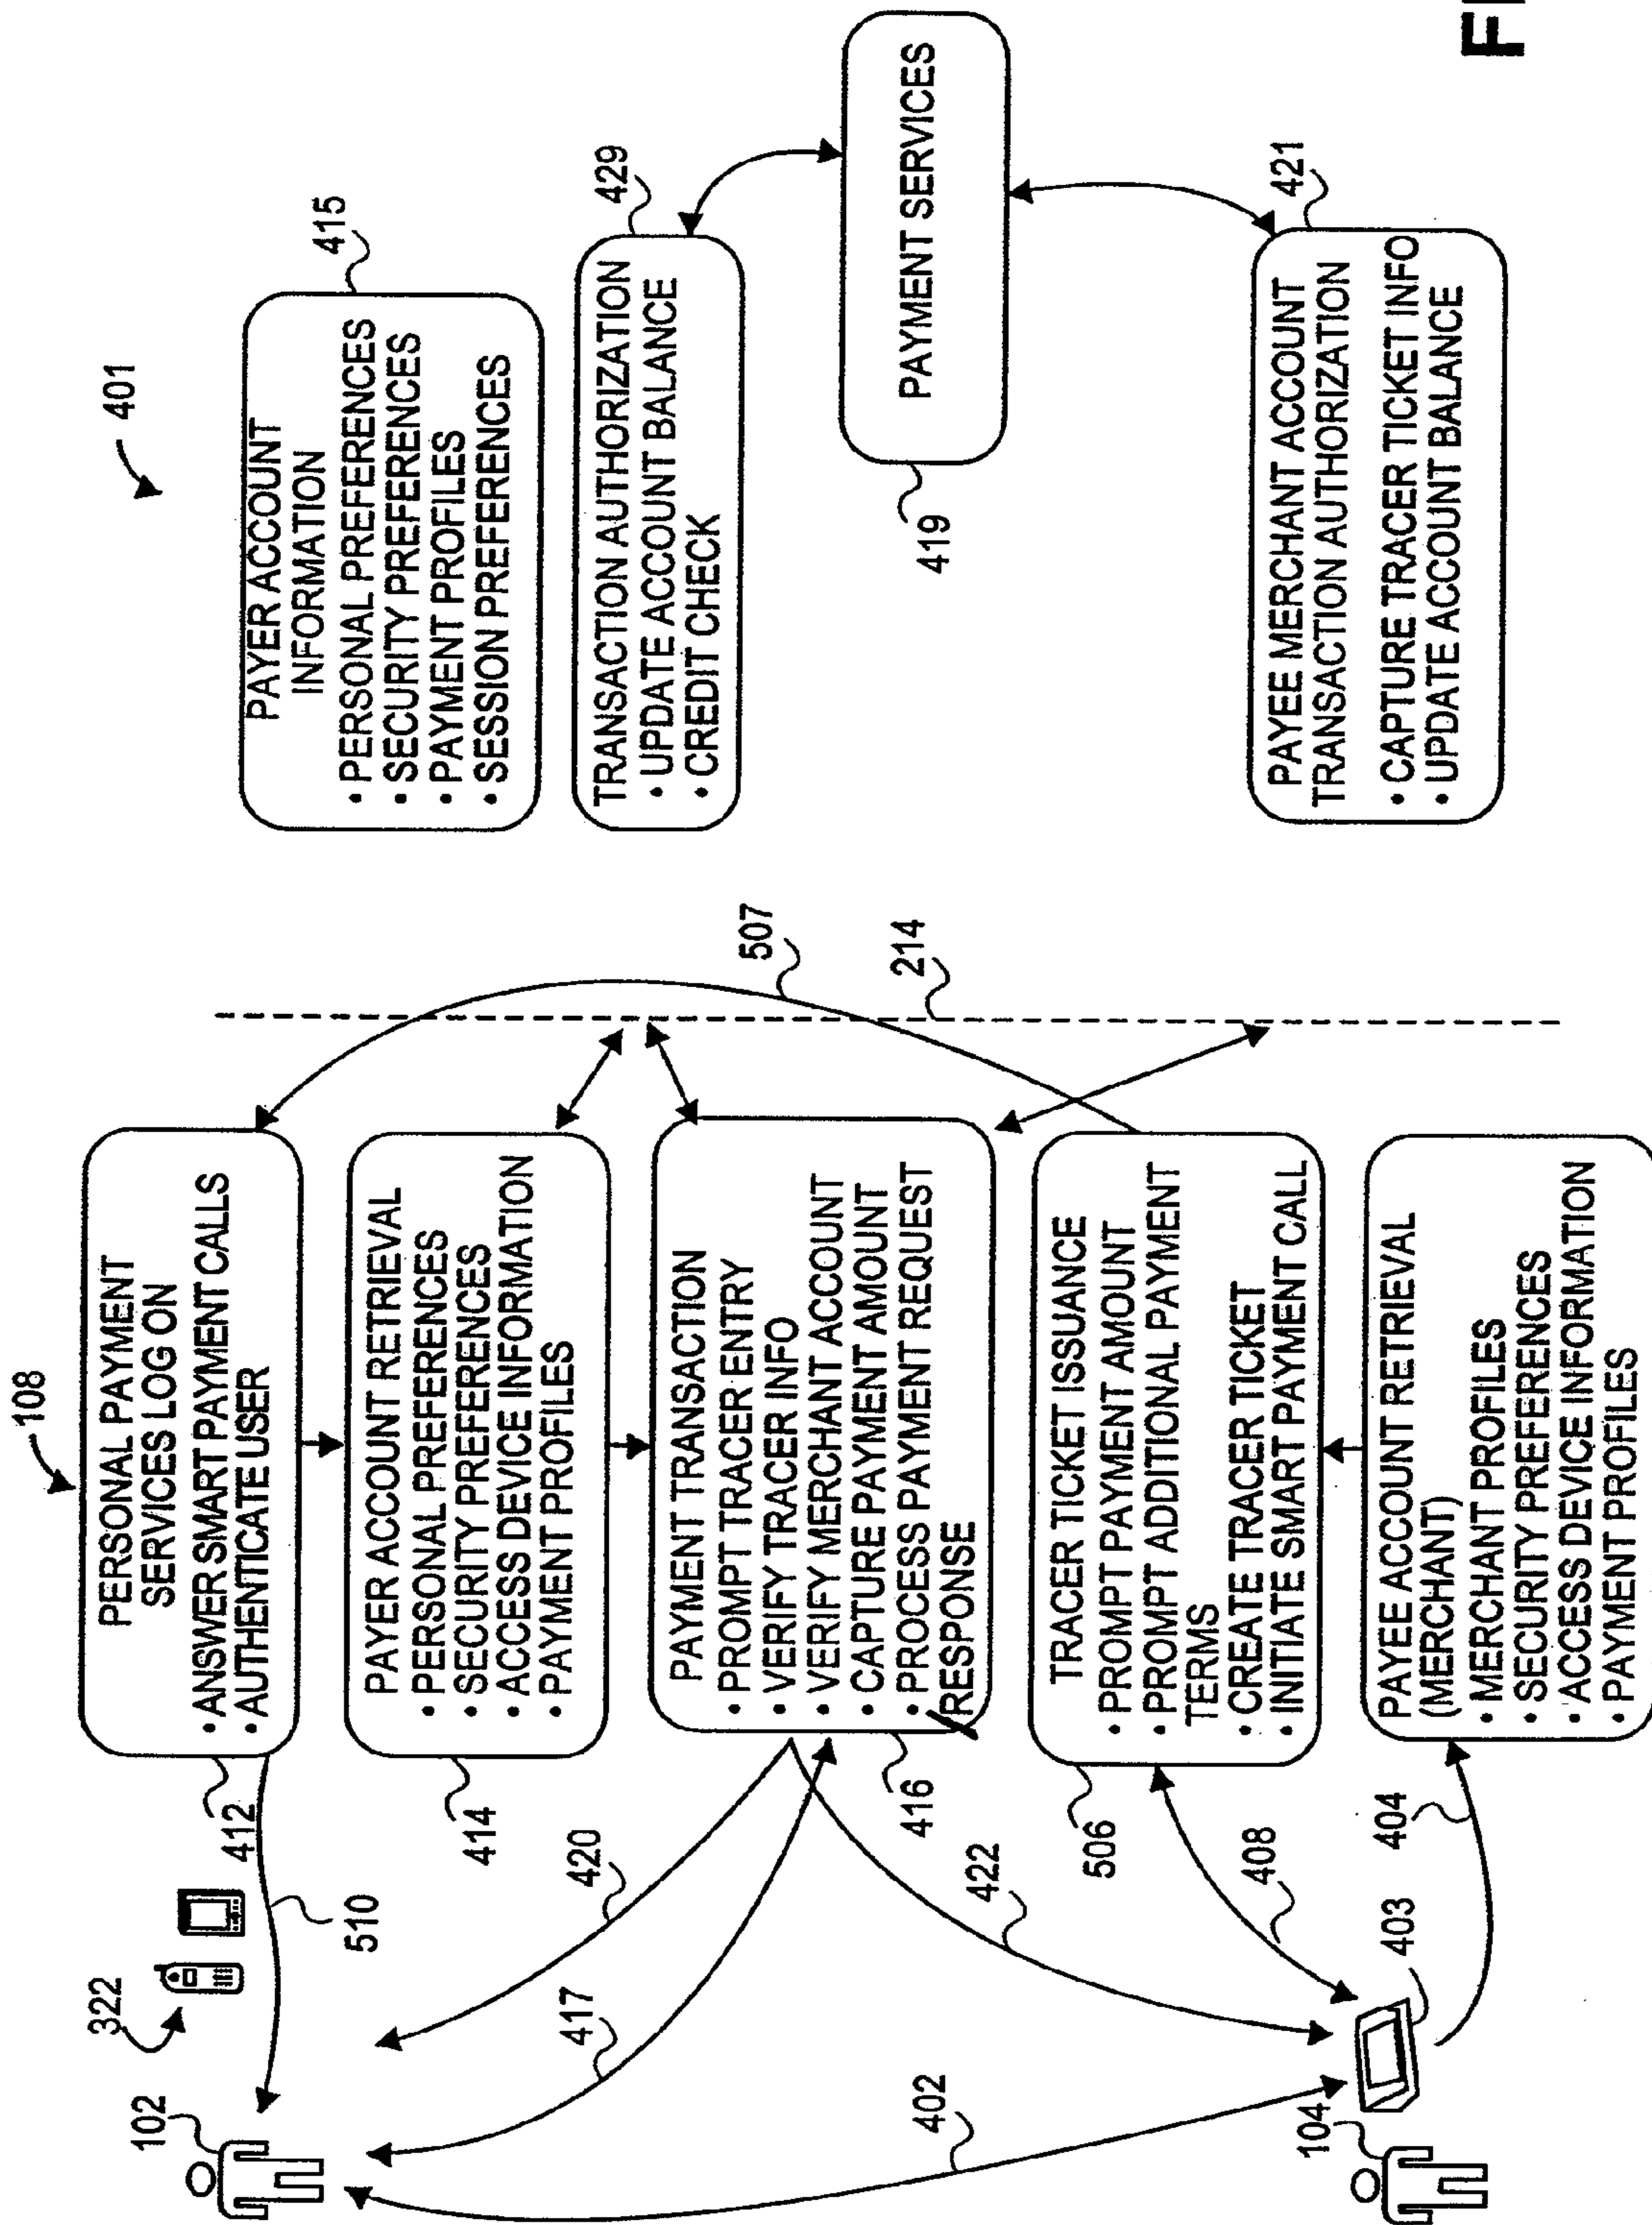 108
401
PERSONAL PAYMENT
SERVICES LOG ON
• ANSWER SMART PAYMENT CALLS
• AUTHENTICATE USER
412
322
510
102
PAYER ACCOUNT
INFORMATION
• PERSONAL PREFERENCES
• SECURITY PREFERENCES
• PAYMENT PROFILES
• SESSION PREFERENCES
415
PAYER ACCOUNT RETRIEVAL
• PERSONAL PREFERENCES
• SECURITY PREFERENCES
• ACCESS DEVICE INFORMATION
• PAYMENT PROFILES
414
420
417
TRANSACTION AUTHORIZATION
• UPDATE ACCOUNT BALANCE
• CREDIT CHECK
429
507
214
PAYMENT TRANSACTION
• PROMPT TRACER ENTRY
• VERIFY TRACER INFO
• VERIFY MERCHANT ACCOUNT
• CAPTURE PAYMENT AMOUNT
• PROCESS PAYMENT REQUEST
/RESPONSE
416
422
402
PAYMENT SERVICES
419
TRACER TICKET ISSUANCE
• PROMPT PAYMENT AMOUNT
• PROMPT ADDITIONAL PAYMENT
TERMS
• CREATE TRACER TICKET
• INITIATE SMART PAYMENT CALL
506
408
PAYEE MERCHANT ACCOUNT
TRANSACTION AUTHORIZATION
• CAPTURE TRACER TICKET INFO
• UPDATE ACCOUNT BALANCE
421
PAYEE ACCOUNT RETRIEVAL
(MERCHANT)
• MERCHANT PROFILES
• SECURITY PREFERENCES
• ACCESS DEVICE INFORMATION
• PAYMENT PROFILES
404
403
104